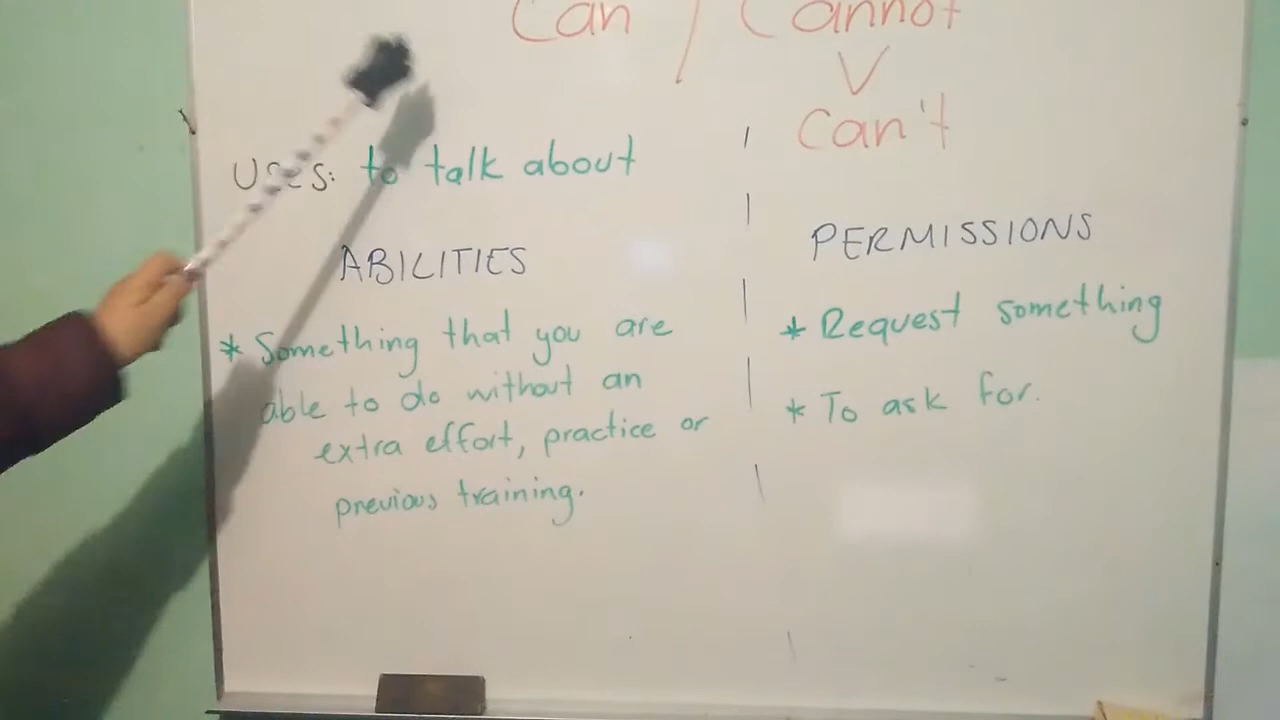 Can / Cannot
V
Can't
Uses: to talk about
ABILITIES
* Something that you are
able to do without an
extra effort, practice or
previous training.
PERMISSIONS
* Request something
* To ask for.